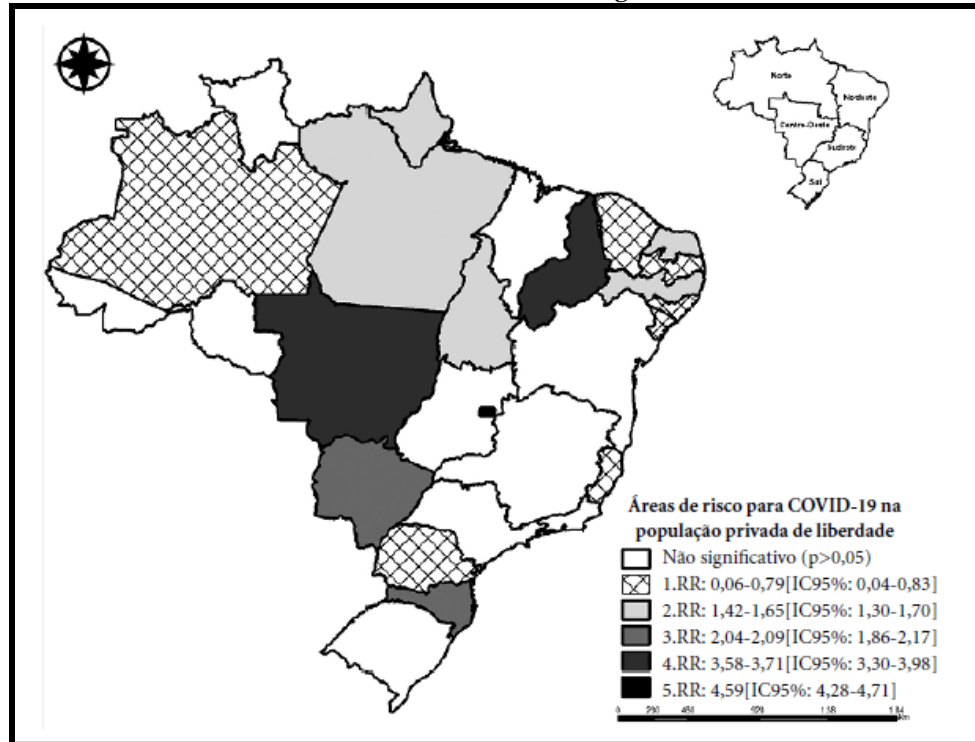 Norte
Nordeste
Centro-Oeste
Sudeste
Sul
Áreas de risco para COVID-19 na
população privada de liberdade
Não significativo (p>0,05)
1.RR: 0,06-0,79[IC95%: 0,04-0,83]
2.RR: 1,42-1,65[IC95%: 1,30-1,70]
3.RR: 2,04-2,09[IC95%: 1,86-2,17]
4.RR: 3,58-3,71[IC95%: 3,30-3,98]
5.RR: 4,59[IC95%: 4,28-4,71]
0